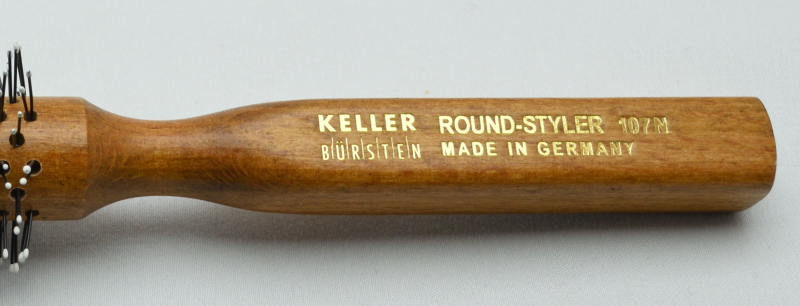 KELLER ROUND-STYLER 107N
BÜRSTEN MADE IN GERMANY